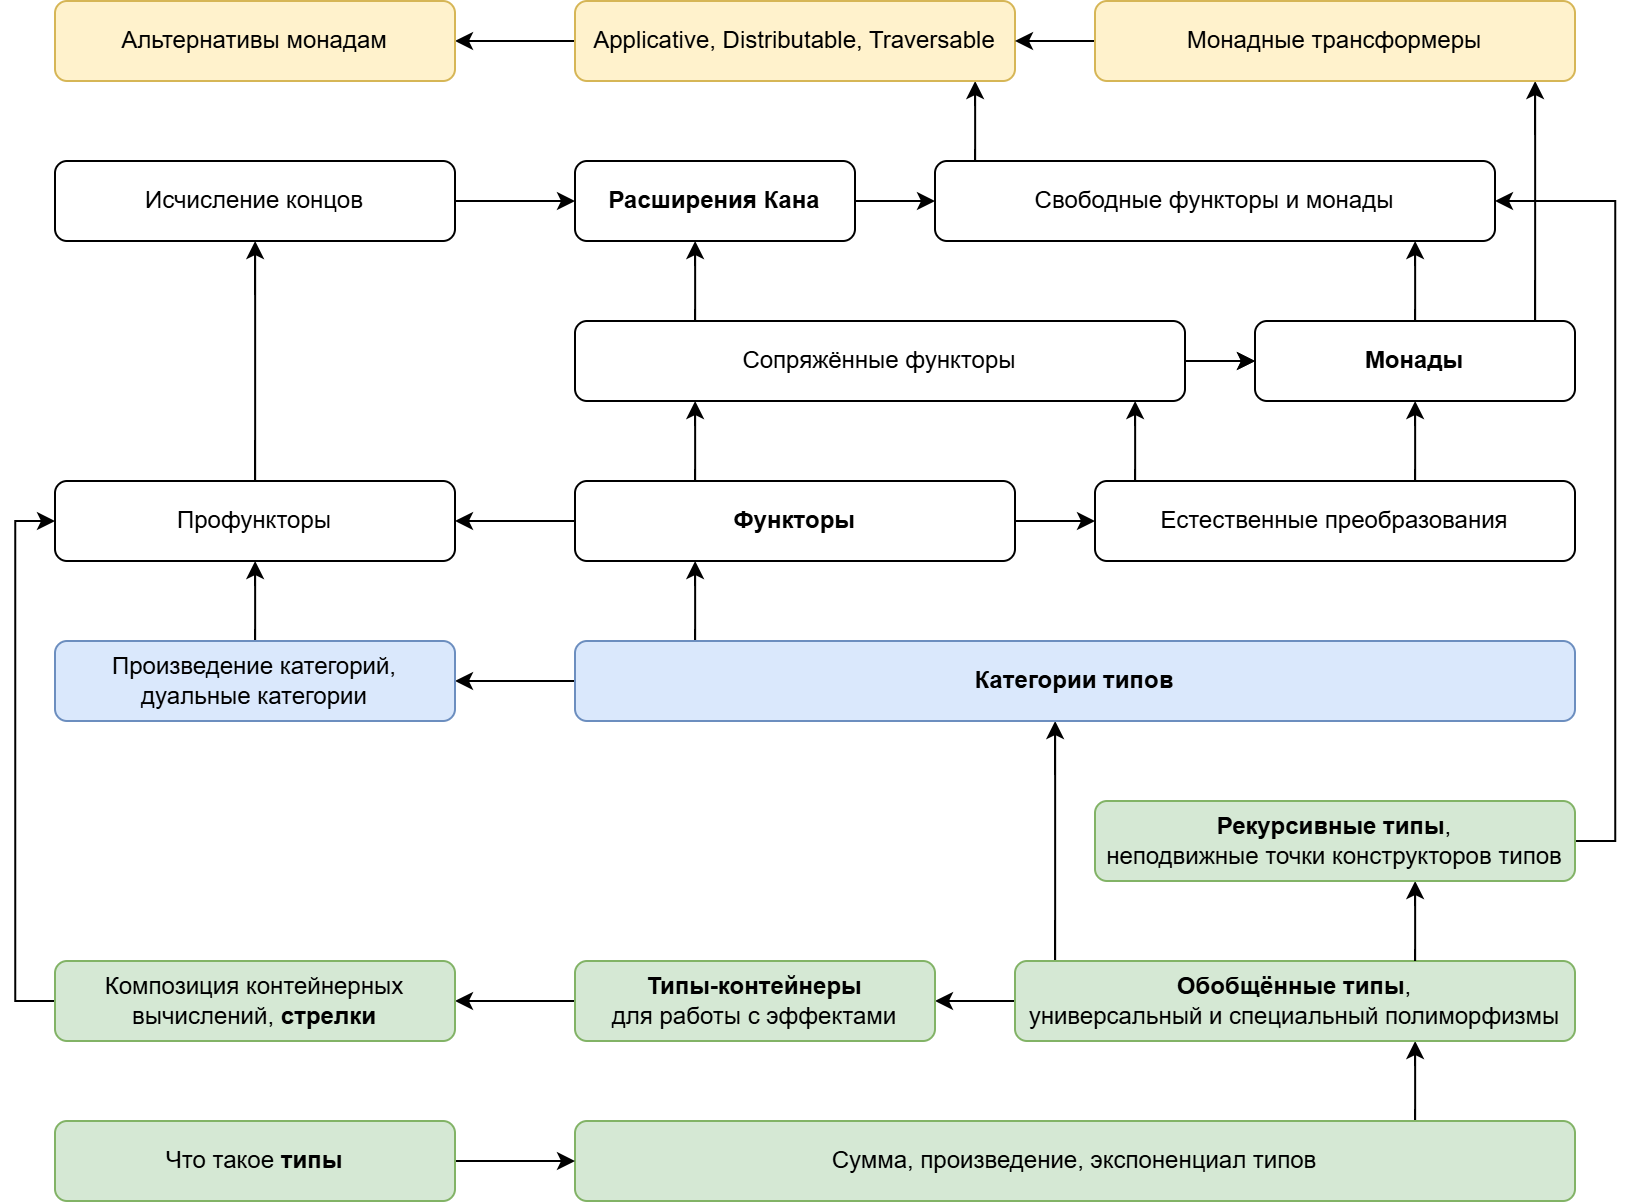 Альтернативы монадам
Applicative, Distributable, Traversable
Монадные трансформеры
Исчисление концов
Расширения Кана
Свободные функторы и монады
Сопряжённые функторы
Монады
Профункторы
Функторы
Естественные преобразования
Произведение категорий,
дуальные категории
Категории типов
Рекурсивные типы,
неподвижные точки конструкторов типов
Композиция контейнерных
вычислений, стрелки
Типы-контейнеры
для работы с эффектами
Обобщённые типы,
универсальный и специальный полиморфизмы
Что такое типы
Сумма, произведение, экспоненциал типов